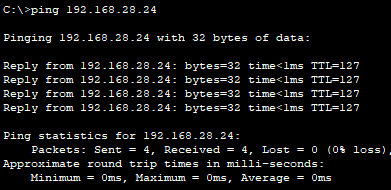 C:\>ping 192.168.28.24
Pinging 192.168.28.24 with 32 bytes of data:
Reply from 192.168.28.24: bytes=32 time<1ms TTL=127
Reply from 192.168.28.24: bytes=32 time<1ms TTL=127
Reply from 192.168.28.24: bytes=32 time<1ms TTL=127
Reply from 192.168.28.24: bytes=32 time<1ms TTL=127
Ping statistics for 192.168.28.24:
Packets: Sent = 4, Received = 4, Lost = 0 (0% loss),
Approximate round trip times in milli-seconds:
Minimum = 0ms, Maximum = 0ms, Average = 0ms